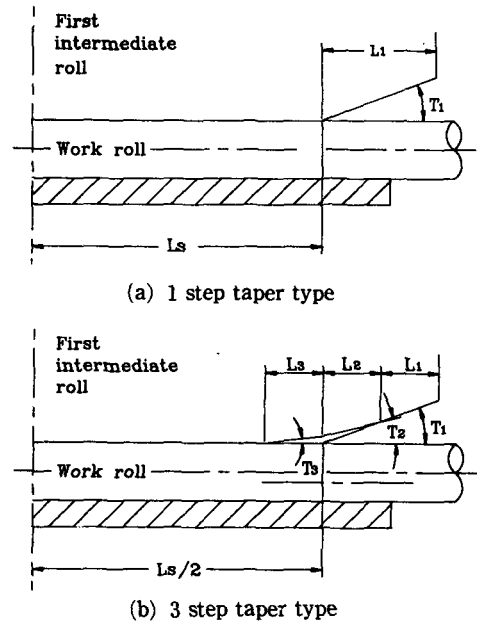 First
intermediate
roll
L1
T1
Work roll
Ls
(a) 1 step taper type
First
intermediate
roll
L3
L2
L1
T2
T1
T3
Work roll
Ls/2
(b) 3 step taper type